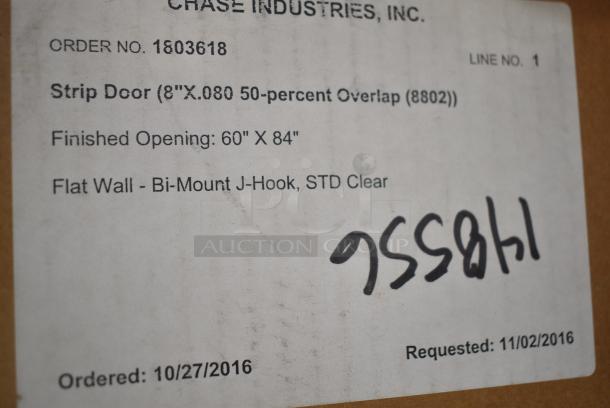 CHASE INDUSTRIES, INC.
ORDER NO. 1803618
LINE NO. 1
Strip Door (8"X.080 50-percent Overlap (8802))
Finished Opening: 60" X 84"
Flat Wall - Bi-Mount J-Hook, STD Clear
PCI
AUCTION GROUP
148556
Ordered: 10/27/2016
Requested: 11/02/2016